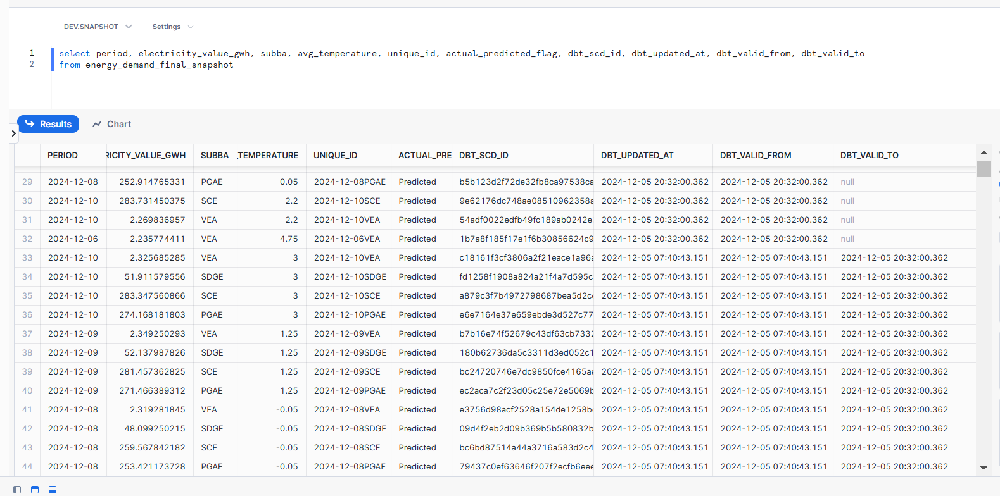 DEV.SNAPSHOT Settings
1 select period, electricity_value_gwh, subba, avg_temperature, unique_id, actual_predicted_flag, dbt_scd_id, dbt_updated_at, dbt_valid_from, dbt_valid_to
2 from energy_demand_final_snapshot
Results Chart
PERIOD RICITY_VALUE_GWH SUBBA _TEMPERATURE UNIQUE_ID ACTUAL_PRE DBT_SCD_ID DBT_UPDATED_AT DBT_VALID_FROM DBT_VALID_TO
29 2024-12-08 252.914765331 PGAE 0.05 2024-12-08PGAE Predicted b5b123d2f72de32fb8ca97538ca 2024-12-05 20:32:00.362 2024-12-05 20:32:00.362 null
30 2024-12-10 283.731450375 SCE 2.2 2024-12-10SCE Predicted 9e62176dc748ae08510962358a 2024-12-05 20:32:00.362 2024-12-05 20:32:00.362 null
31 2024-12-10 2.269836957 VEA 2.2 2024-12-10VEA Predicted 54adf0022edfb49fc189ab0242e 2024-12-05 20:32:00.362 2024-12-05 20:32:00.362 null
32 2024-12-06 2.235774411 VEA 4.75 2024-12-06VEA Predicted 1b7a8f185f17e1f6b30856624c9 2024-12-05 20:32:00.362 2024-12-05 20:32:00.362 null
33 2024-12-10 2.325685285 VEA 3 2024-12-10VEA Predicted c18161f3cf3806a2f21eace1a96a 2024-12-05 07:40:43.151 2024-12-05 07:40:43.151 2024-12-05 20:32:00.362
34 2024-12-10 51.911579556 SDGE 3 2024-12-10SDGE Predicted fd1258f1908a824a21f4a7d595c 2024-12-05 07:40:43.151 2024-12-05 07:40:43.151 2024-12-05 20:32:00.362
35 2024-12-10 283.347560866 SCE 3 2024-12-10SCE Predicted a879c3f7b4972798687bea5d2ce 2024-12-05 07:40:43.151 2024-12-05 07:40:43.151 2024-12-05 20:32:00.362
36 2024-12-10 274.168181803 PGAE 3 2024-12-10PGAE Predicted e6e7164e37e659ebde3d527c77 2024-12-05 07:40:43.151 2024-12-05 07:40:43.151 2024-12-05 20:32:00.362
37 2024-12-09 2.349250293 VEA 1.25 2024-12-09VEA Predicted b7b16e74f52679c43df63cb7332 2024-12-05 07:40:43.151 2024-12-05 07:40:43.151 2024-12-05 20:32:00.362
38 2024-12-09 52.137987826 SDGE 1.25 2024-12-09SDGE Predicted 180b62736da5c3311d3ed052c1 2024-12-05 07:40:43.151 2024-12-05 07:40:43.151 2024-12-05 20:32:00.362
39 2024-12-09 281.457362825 SCE 1.25 2024-12-09SCE Predicted bc24720746e7dc9850fce4165ae 2024-12-05 07:40:43.151 2024-12-05 07:40:43.151 2024-12-05 20:32:00.362
40 2024-12-09 271.466389312 PGAE 1.25 2024-12-09PGAE Predicted ec2aca7c2f23d05c25e72e5069b 2024-12-05 07:40:43.151 2024-12-05 07:40:43.151 2024-12-05 20:32:00.362
41 2024-12-08 2.319281845 VEA -0.05 2024-12-08VEA Predicted e3756d98acf2528a154de1258b 2024-12-05 07:40:43.151 2024-12-05 07:40:43.151 2024-12-05 20:32:00.362
42 2024-12-08 48.099250215 SDGE -0.05 2024-12-08SDGE Predicted 09d4f2eb2d09b369b5b580832b 2024-12-05 07:40:43.151 2024-12-05 07:40:43.151 2024-12-05 20:32:00.362
43 2024-12-08 259.567842182 SCE -0.05 2024-12-08SCE Predicted bc6bd87514a44a3716a583d2c4 2024-12-05 07:40:43.151 2024-12-05 07:40:43.151 2024-12-05 20:32:00.362
44 2024-12-08 253.421173728 PGAE -0.05 2024-12-08PGAE Predicted 79437c0ef63646f207f2ecfb6eee 2024-12-05 07:40:43.151 2024-12-05 07:40:43.151 2024-12-05 20:32:00.362